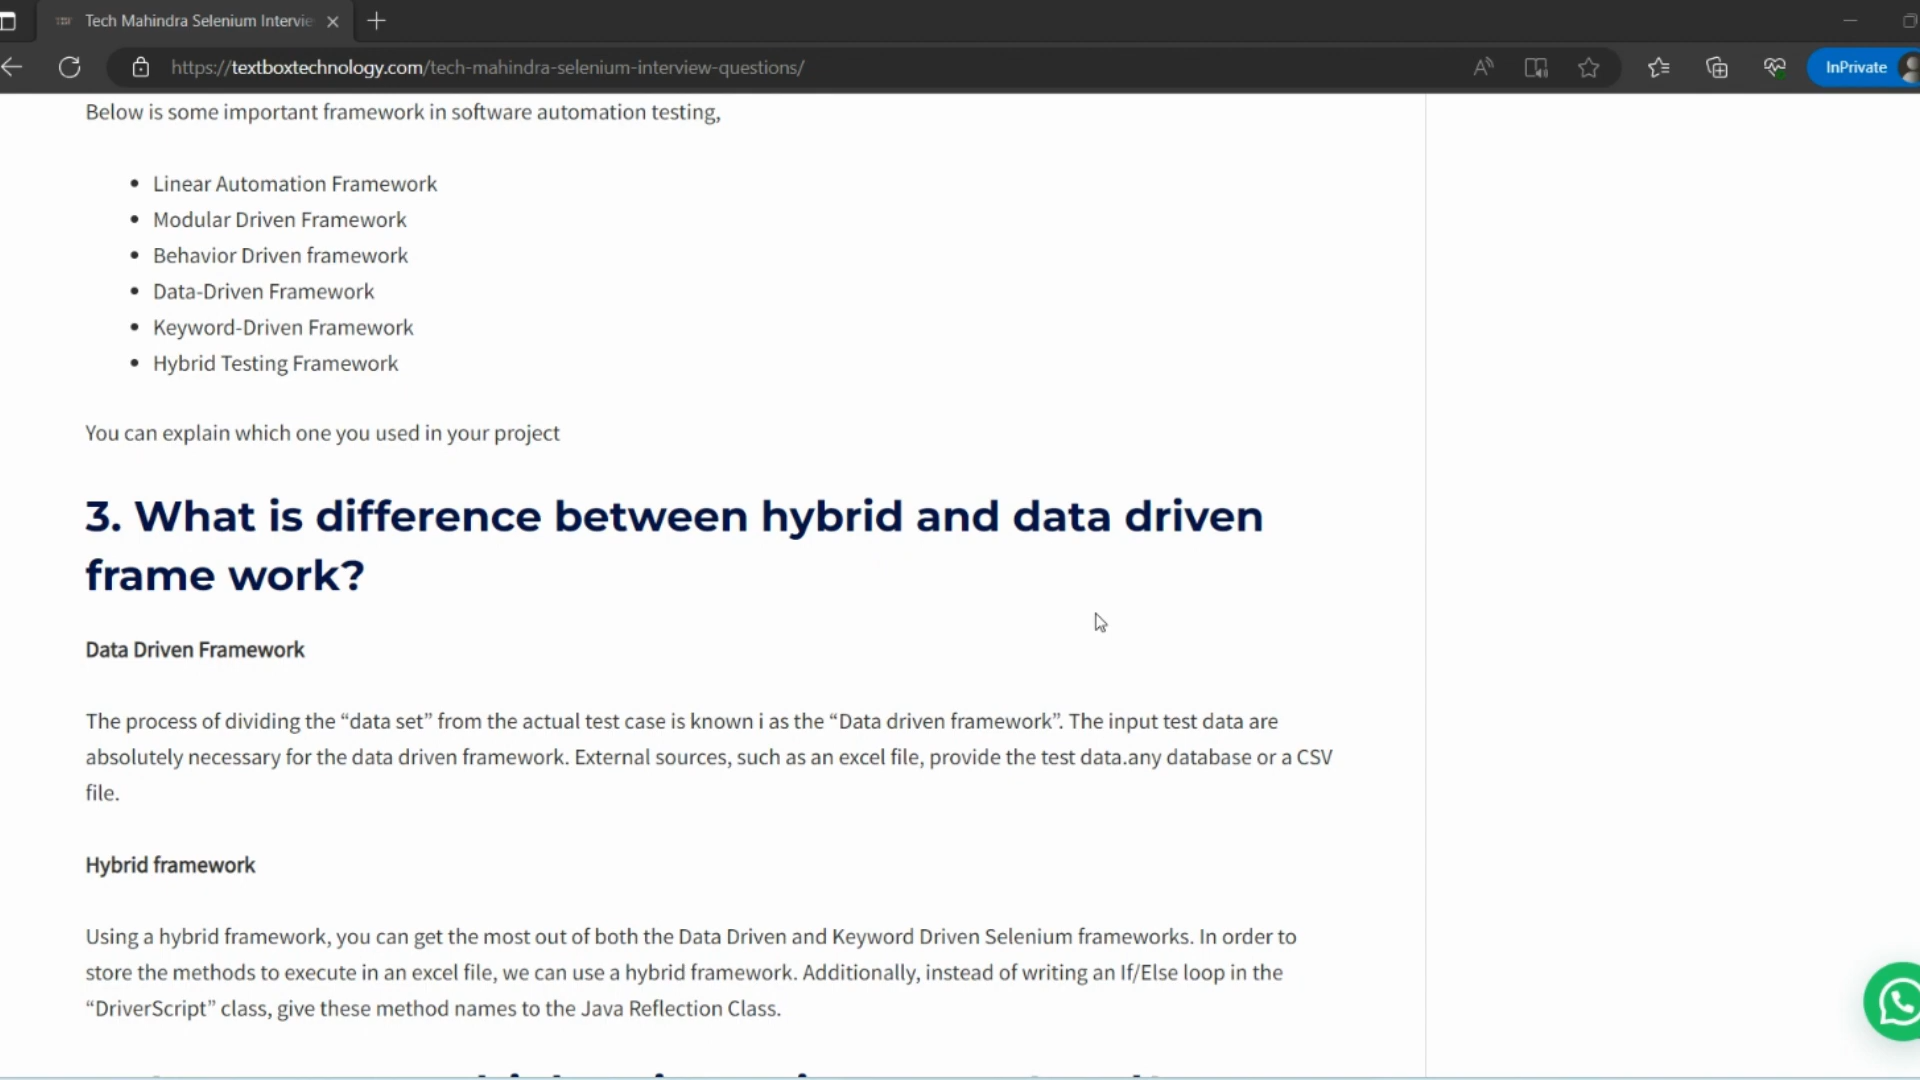 Tech Mahindra Selenium Intervie
https://textboxtechnology.com/tech-mahindra-selenium-interview-questions/
InPrivate
Below is some important framework in software automation testing,
• Linear Automation Framework
• Modular Driven Framework
• Behavior Driven framework
• Data-Driven Framework
• Keyword-Driven Framework
• Hybrid Testing Framework
You can explain which one you used in your project
3. What is difference between hybrid and data driven
frame work?
Data Driven Framework
The process of dividing the “data set” from the actual test case is known i as the “Data driven framework”. The input test data are
absolutely necessary for the data driven framework. External sources, such as an excel file, provide the test data.any database or a CSV
file.
Hybrid framework
Using a hybrid framework, you can get the most out of both the Data Driven and Keyword Driven Selenium frameworks. In order to
store the methods to execute in an excel file, we can use a hybrid framework. Additionally, instead of writing an If/Else loop in the
“DriverScript” class, give these method names to the Java Reflection Class.